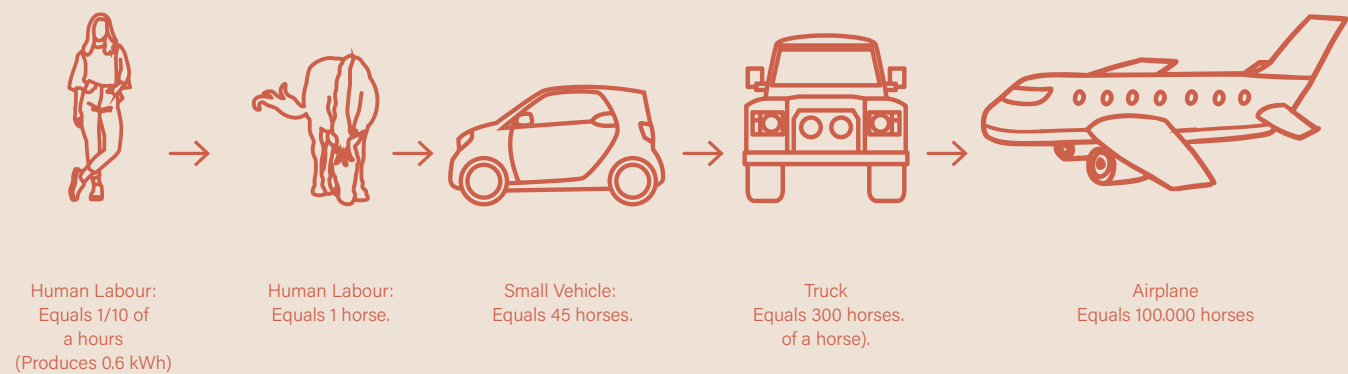 Human Labour:
Equals 1/10 of
a hours
(Produces 0.6 kWh)
Human Labour:
Equals 1 horse.
Small Vehicle:
Equals 45 horses.
Truck
Equals 300 horses.
of a horse).
Airplane
Equals 100.000 horses